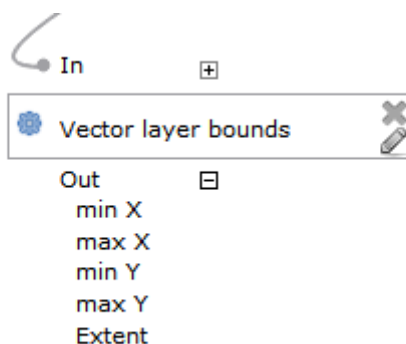 In
Vector layer bounds
Out
min X
max X
min Y
max Y
Extent